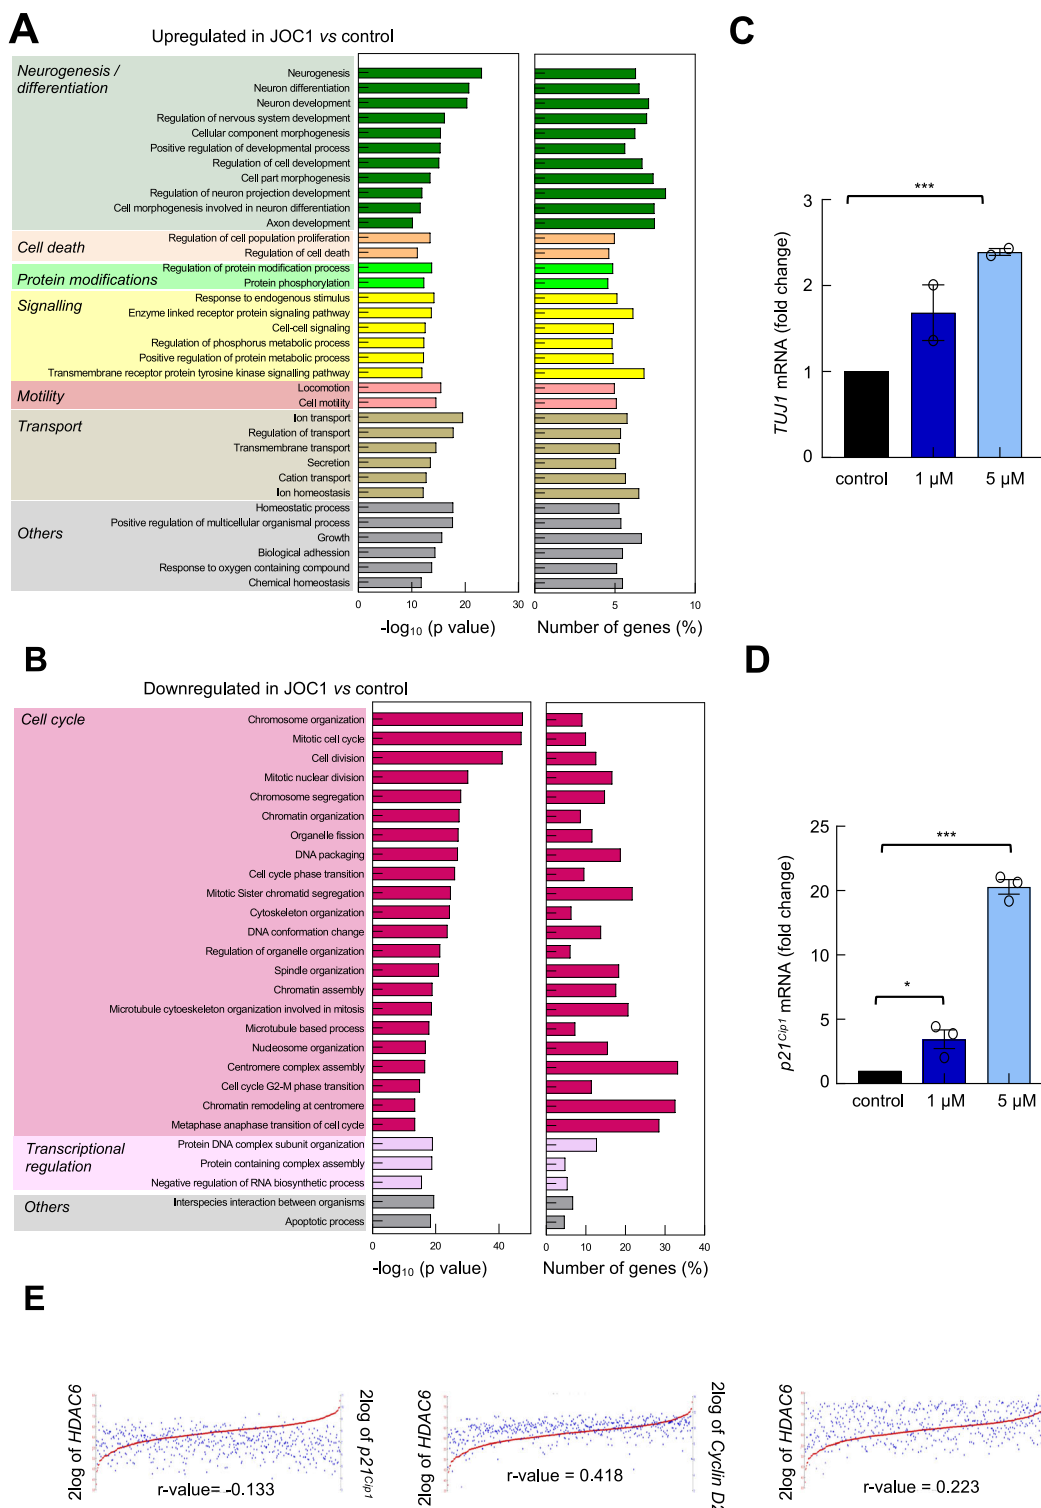 A
Upregulated in JOC1 vs control
Neurogenesis /
differentiation
Neurogenesis
Neuron differentiation
Neuron development
Regulation of nervous system development
Cellular component morphogenesis
Positive regulation of developmental process
Regulation of cell development
Cell part morphogenesis
Regulation of neuron projection development
Cell morphogenesis involved in neuron differentiation
Axon development
Cell death
Regulation of cell population proliferation
Regulation of cell death
Protein modifications
Regulation of protein modification process
Protein phosphorylation
Signalling
Response to endogenous stimulus
Enzyme linked receptor protein signaling pathway
Cell-cell signaling
Regulation of phosphorus metabolic process
Positive regulation of protein metabolic process
Transmembrane receptor protein tyrosine kinase signalling pathway
Motility
Locomotion
Cell motility
Transport
Ion transport
Regulation of transport
Transmembrane transport
Secretion
Cation transport
Ion homeostasis
Others
Homeostatic process
Positive regulation of multicellular organismal process
Growth
Biological adhession
Response to oxygen containing compound
Chemical homeostasis
0 10 20 30
-log10 (p value)
0 5 10
Number of genes (%)
B
Downregulated in JOC1 vs control
Cell cycle
Chromosome organization
Mitotic cell cycle
Cell division
Mitotic nuclear division
Chromosome segregation
Chromatin organization
Organelle fission
DNA packaging
Cell cycle phase transition
Mitotic Sister chromatid segregation
Cytoskeleton organization
DNA conformation change
Regulation of organelle organization
Spindle organization
Chromatin assembly
Microtubule cytoskeleton organization involved in mitosis
Microtubule based process
Nucleosome organization
Centromere complex assembly
Cell cycle G2-M phase transition
Chromatin remodeling at centromere
Metaphase anaphase transition of cell cycle
Transcriptional
regulation
Protein DNA complex subunit organization
Protein containing complex assembly
Negative regulation of RNA biosynthetic process
Others
Interspecies interaction between organisms
Apoptotic process
0 20 40
-log10 (p value)
0 10 20 30 40
Number of genes (%)
C
TUJ1 mRNA (fold change)
3
2
1
0
***
control 1 µM 5 µM
D
p21Cip1 mRNA (fold change)
25
20
10
5
0
***
*
control 1 µM 5 µM
E
2log of HDAC6
r-value= -0.133
2log of p21Cip1
2log of HDAC6
r-value = 0.418
2log of Cyclin D2
2log of HDAC6
r-value = 0.223